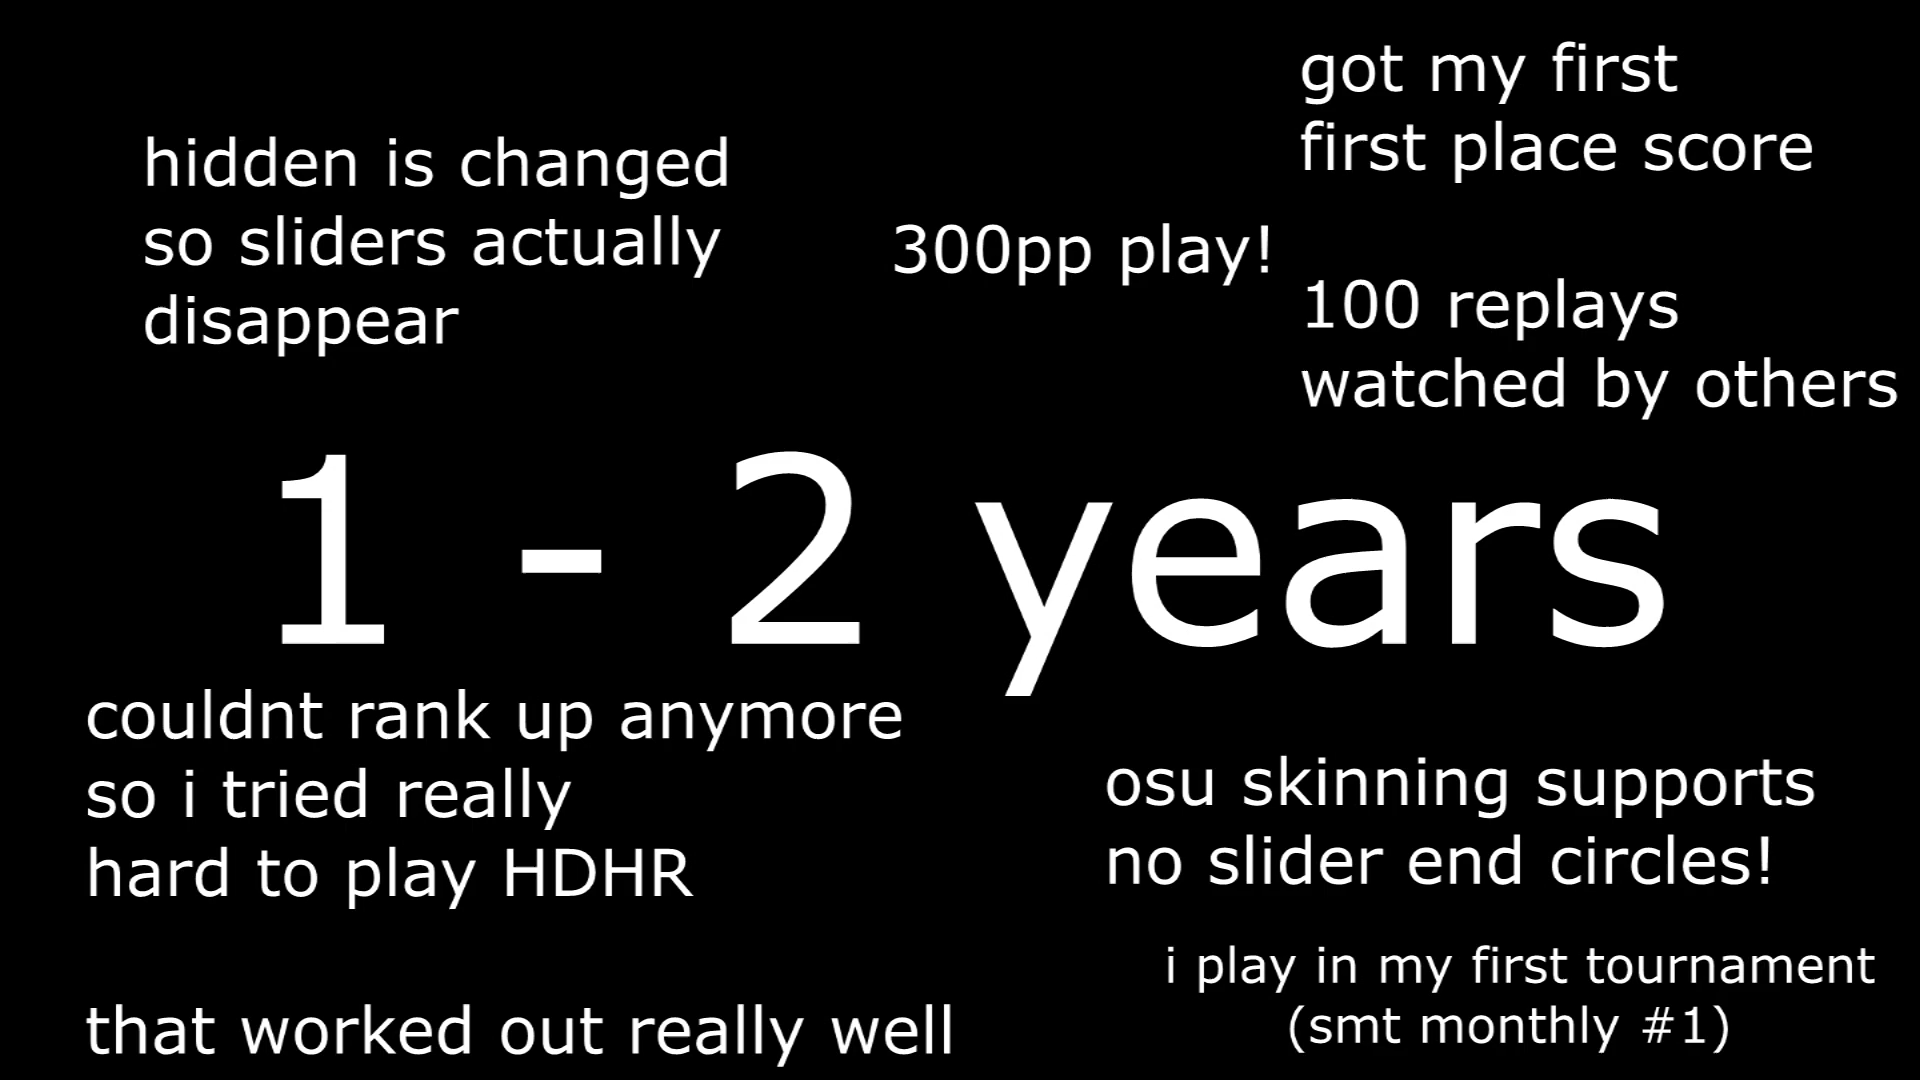 hidden is changed
so sliders actually
disappear
300pp play!
got my first
first place score
100 replays
watched by others
1 - 2 years
couldnt rank up anymore
so i tried really
hard to play HDHR
that worked out really well
osu skinning supports
no slider end circles!
i play in my first tournament
(smt monthly #1)